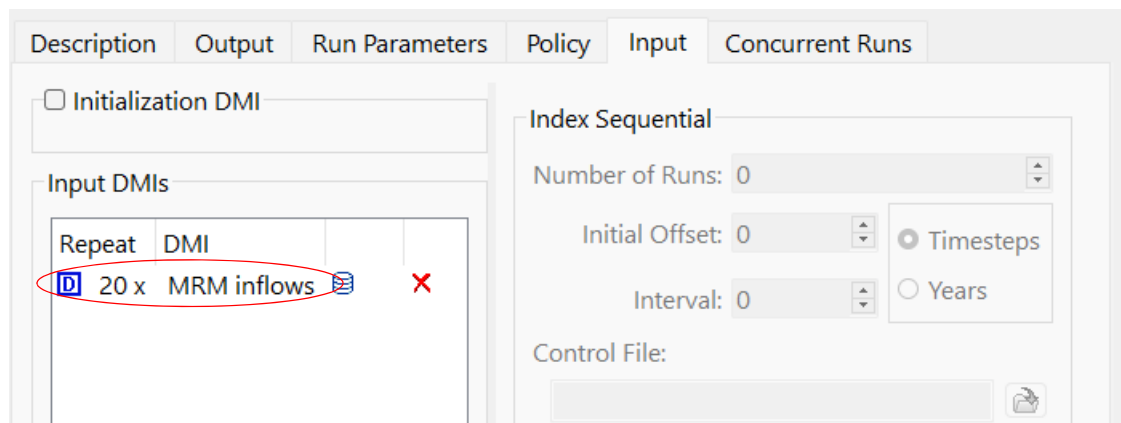 Description Output Run Parameters Policy Input Concurrent Runs
Initialization DMI
Input DMIs
Repeat DMI
D 20 x MRM inflows
Index Sequential
Number of Runs: 0
Initial Offset: 0
Timesteps
Interval: 0
Years
Control File: